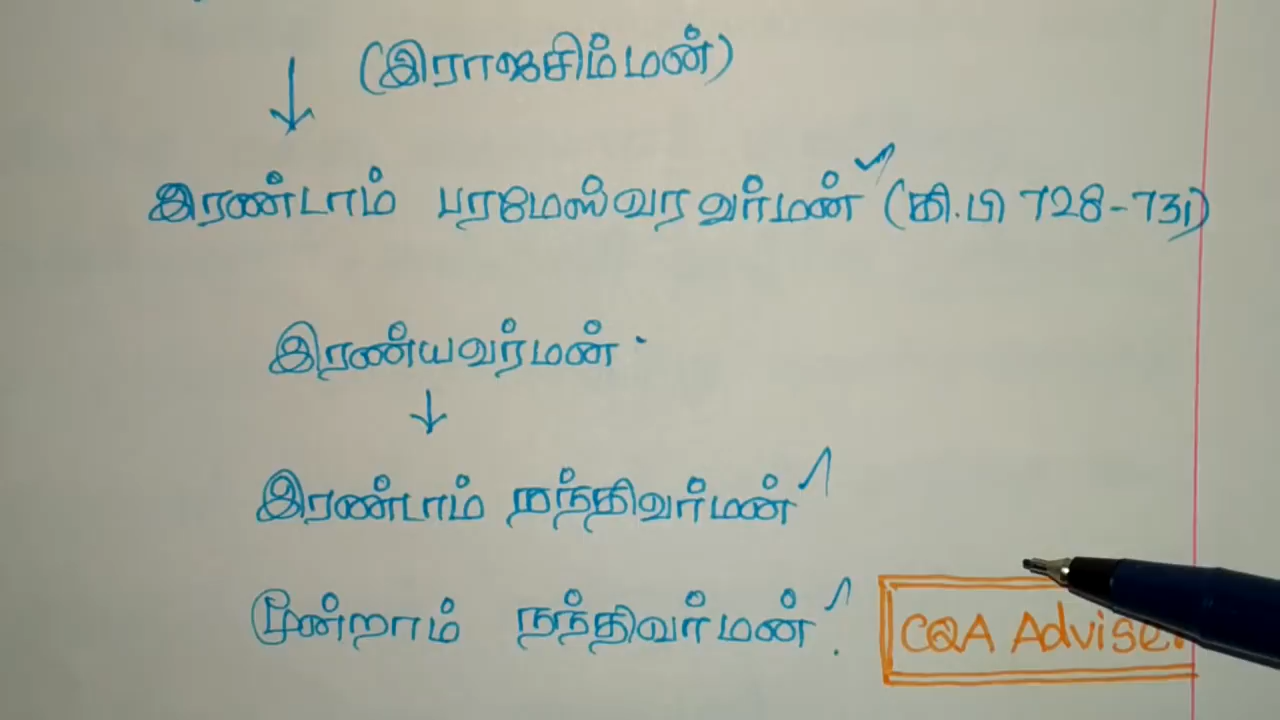 (இராஜசிம்மன்)
இரண்டாம் பரமேஸ்வரவர்மன் (கி.பி 728-731)
இரண்யவர்மன்
இரண்டாம் நந்திவர்மன்
மூன்றாம் நந்திவர்மன்.
CQA Adviser